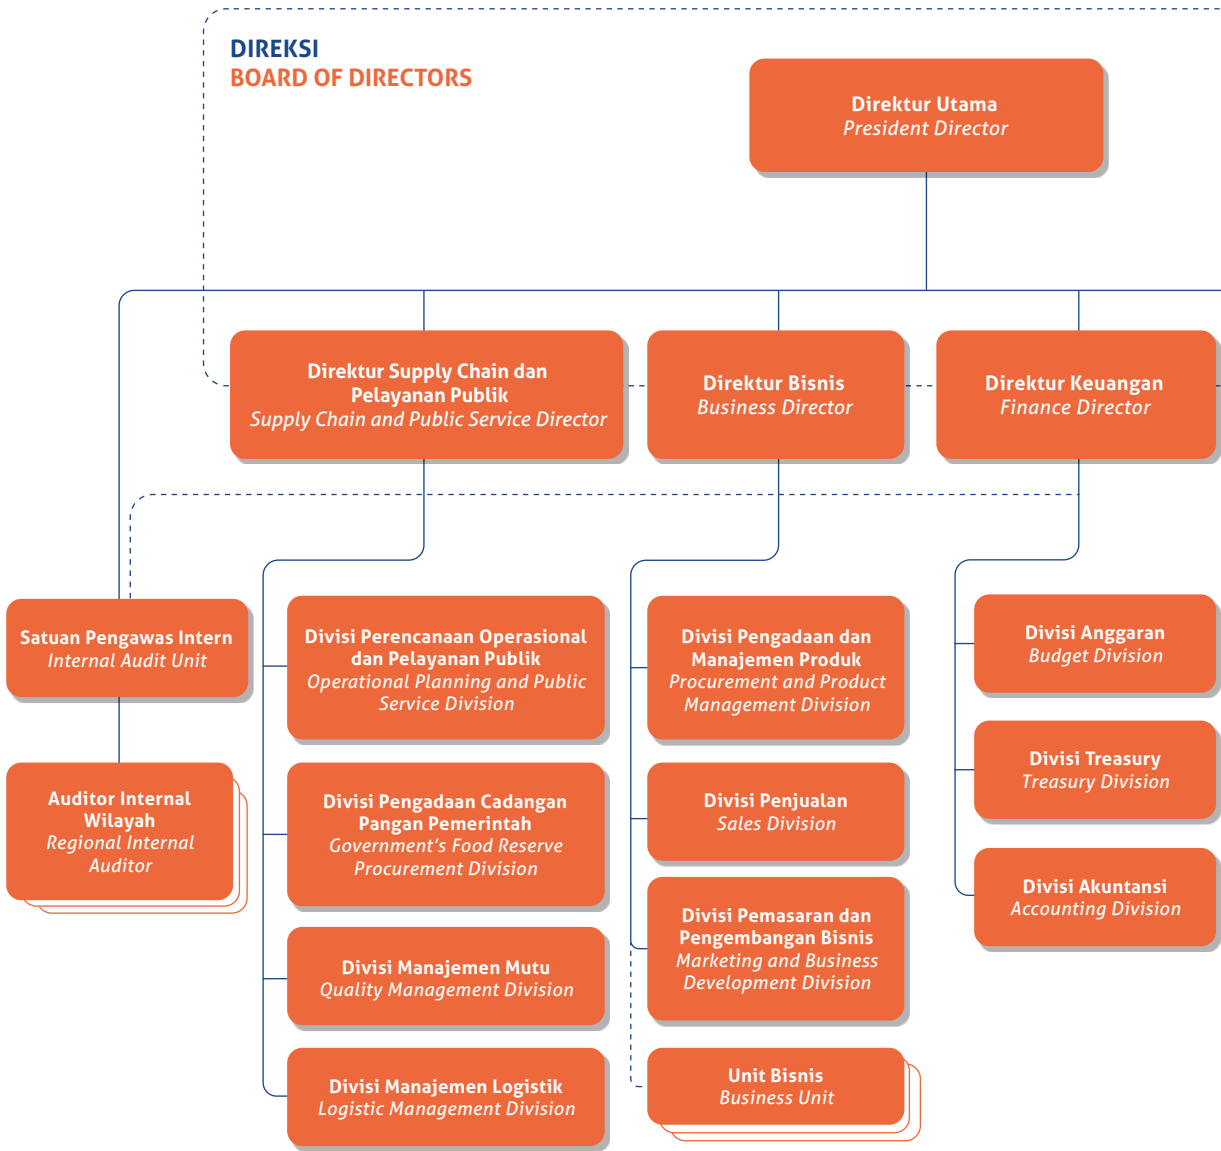 DIREKSI
BOARD OF DIRECTORS
Direktur Utama
President Director
Direktur Supply Chain dan
Pelayanan Publik
Supply Chain and Public Service Director
Direktur Bisnis
Business Director
Direktur Keuangan
Finance Director
Satuan Pengawas Intern
Internal Audit Unit
Auditor Internal
Wilayah
Regional Internal
Auditor
Divisi Perencanaan Operasional
dan Pelayanan Publik
Operational Planning and Public
Service Division
Divisi Pengadaan Cadangan
Pangan Pemerintah
Government's Food Reserve
Procurement Division
Divisi Manajemen Mutu
Quality Management Division
Divisi Manajemen Logistik
Logistic Management Division
Divisi Pengadaan dan
Manajemen Produk
Procurement and Product
Management Division
Divisi Penjualan
Sales Division
Divisi Pemasaran dan
Pengembangan Bisnis
Marketing and Business
Development Division
Unit Bisnis
Business Unit
Divisi Anggaran
Budget Division
Divisi Treasury
Treasury Division
Divisi Akuntansi
Accounting Division